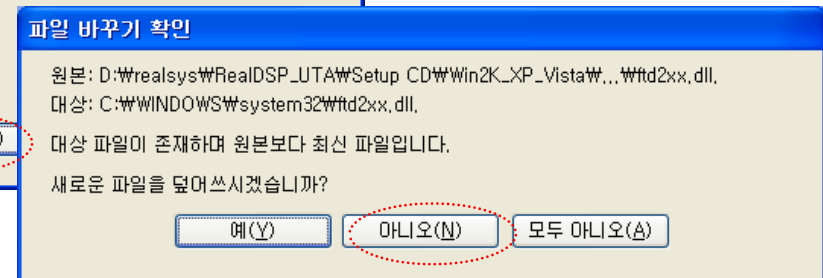 파일 바꾸기 확인
원본: D:₩realsys₩RealDSP_UTA₩Setup CD₩Win2K_XP_Vista₩,,,₩ftd2xx,dll,
대상: C:₩WINDOWS₩system32₩ftd2xx,dll,
대상 파일이 존재하며 원본보다 최신 파일입니다.
새로운 파일을 덮어쓰시겠습니까?
예(Y) 아니오(N) 모두 아니오(A)